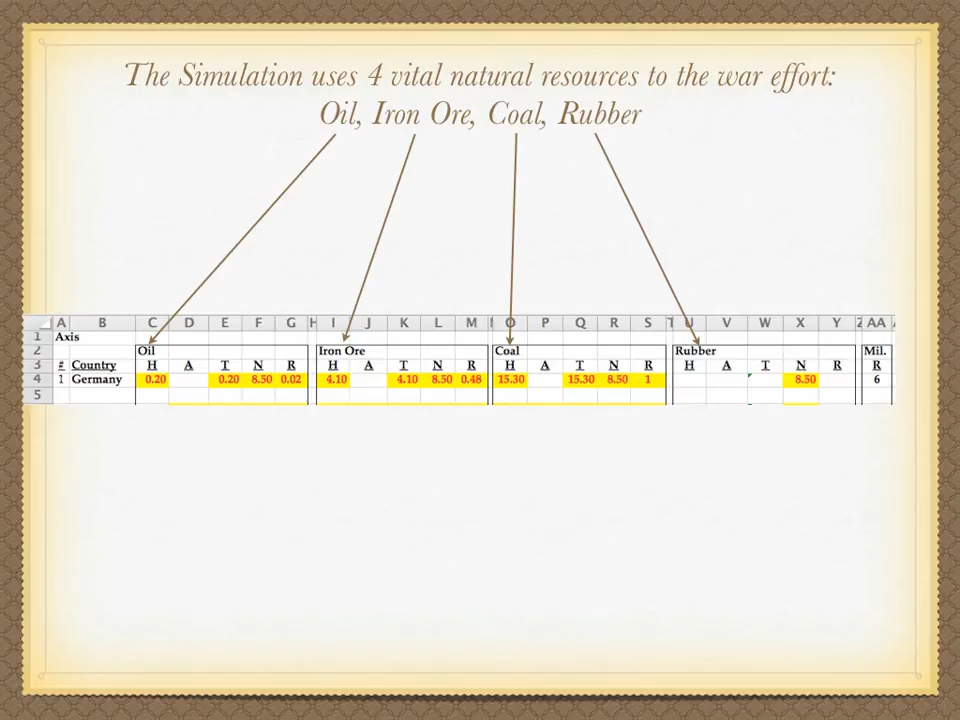 The Simulation uses 4 vital natural resources to the war effort:
Oil, Iron Ore, Coal, Rubber
A B C D E F G H I J K L M O P Q R S T U V W X Y Z AA
1 Axis
2 Oil Iron Ore Coal Rubber Mil.
3 # Country H A T N R H A T N R H A T N R H A T N R R
4 1 Germany 0.20 0.20 8.50 0.02 4.10 4.10 8.50 0.48 15.30 15.30 8.50 1 8.50 6
5